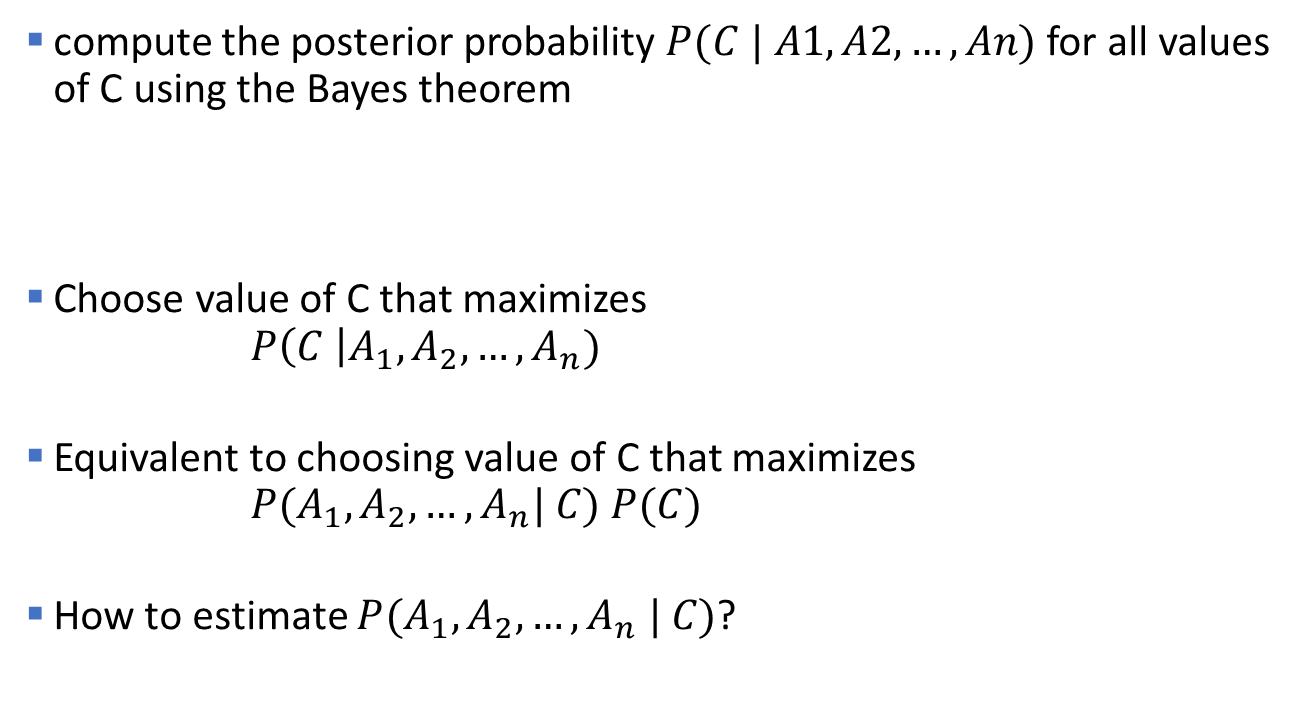 ▪ compute the posterior probability P(C | A1, A2, … , An) for all values
of C using the Bayes theorem
▪ Choose value of C that maximizes
P(C |A₁, A₂, … , Aₙ)
▪ Equivalent to choosing value of C that maximizes
P(A₁, A₂, … , Aₙ| C) P(C)
▪ How to estimate P(A₁, A₂, … , Aₙ | C)?